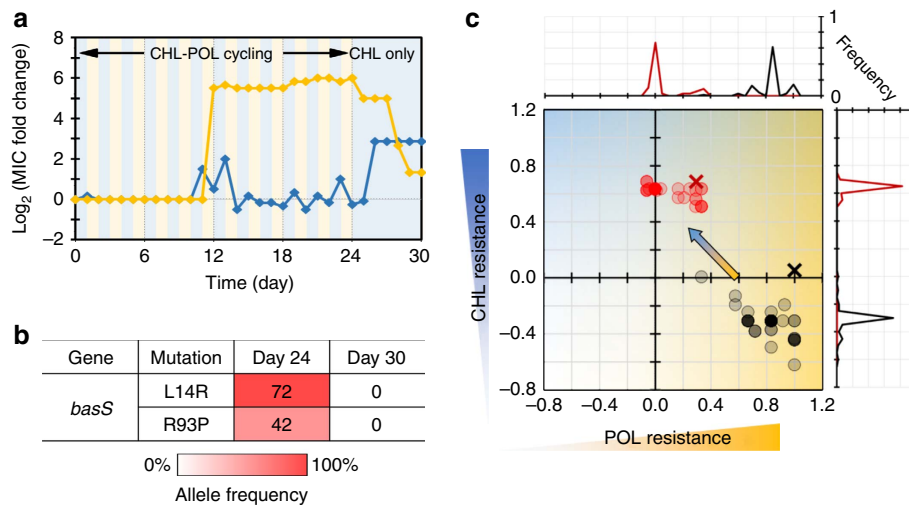 a
8
6
4
2
0
−2
Log2 (MIC fold change)
CHL-POL cycling
CHL only
0
6
12
18
24
30
Time (day)
b
Gene
Mutation
Day 24
Day 30
basS
L14R
72
0
R93P
42
0
0%
100%
Allele frequency
c
1
0
Frequency
1.2
0.8
0.4
0.0
−0.4
−0.8
CHL resistance
−0.8
−0.4
0.0
0.4
0.8
1.2
POL resistance